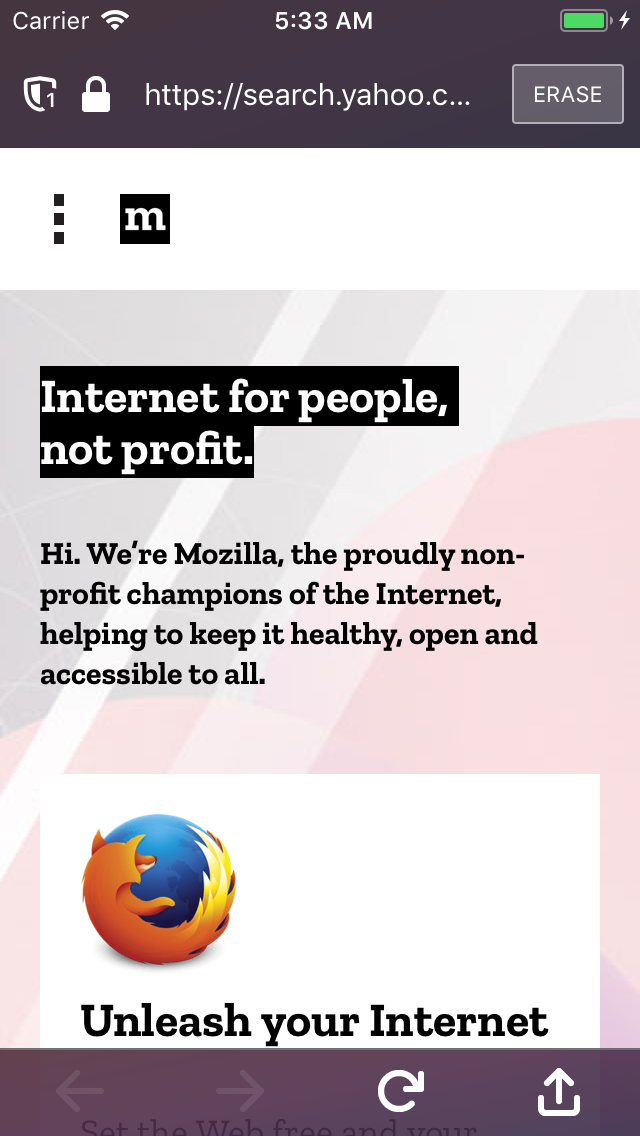 Carrier 5:33 AM
1 https://search.yahoo.c... ERASE
m
Internet for people,
not profit.
Hi. We’re Mozilla, the proudly non-
profit champions of the Internet,
helping to keep it healthy, open and
accessible to all.
Unleash your Internet
Set the Web free and your